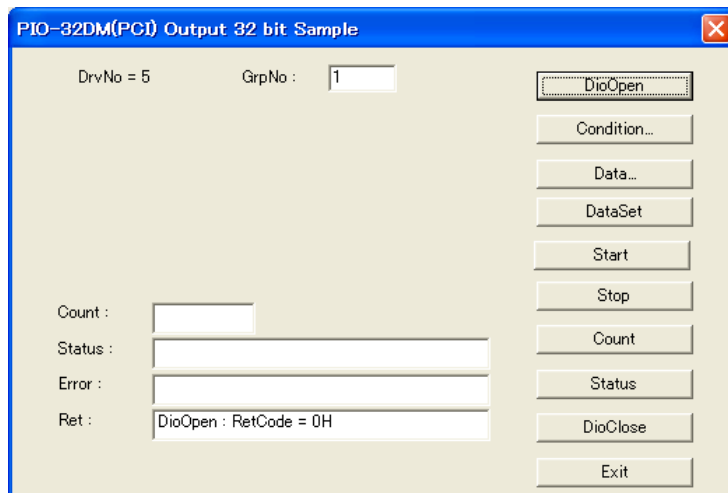 PIO-32DM(PCI) Output 32 bit Sample
DrvNo = 5
GrpNo :
1
DioOpen
Condition...
Data...
DataSet
Start
Stop
Count :
Count
Status :
Status
Error :
Ret :
DioOpen : RetCode = 0H
DioClose
Exit